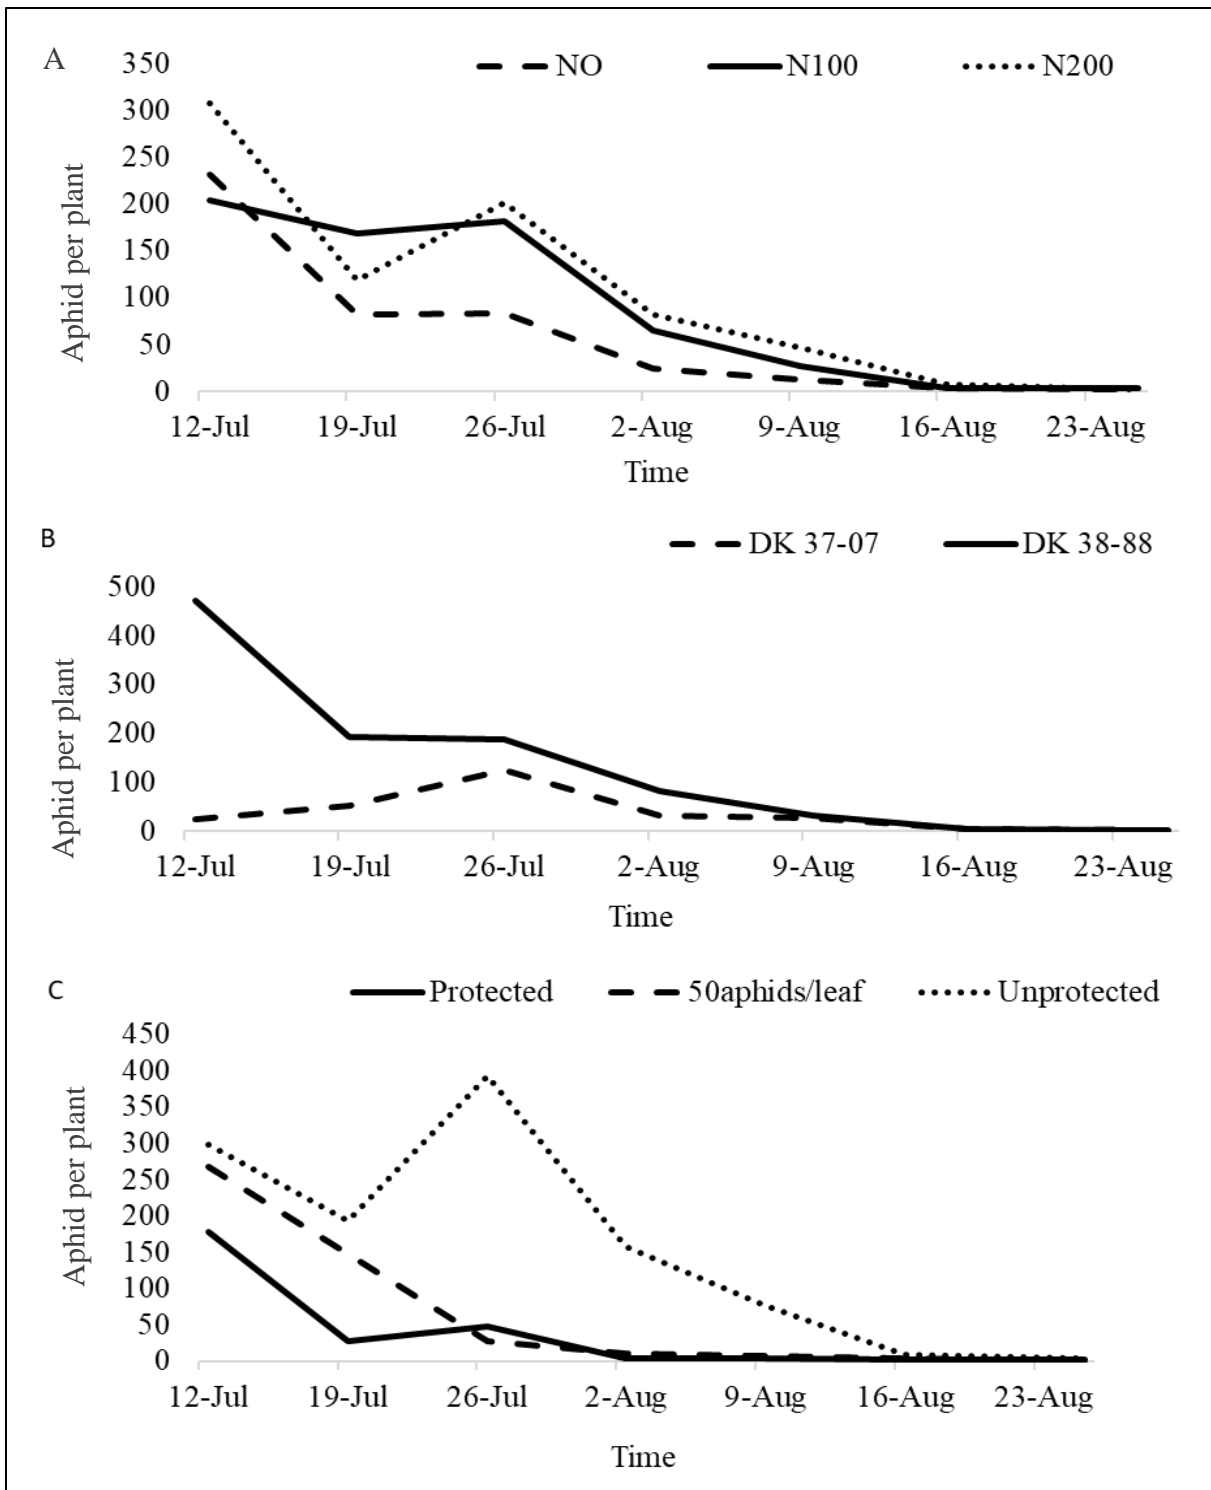 A
NO N100 N200
350
300
250
200
150
100
50
0
Aphid per plant
12-Jul 19-Jul 26-Jul 2-Aug 9-Aug 16-Aug 23-Aug
Time
B
DK 37-07 DK 38-88
500
400
300
200
100
0
Aphid per plant
12-Jul 19-Jul 26-Jul 2-Aug 9-Aug 16-Aug 23-Aug
Time
C
Protected 50aphids/leaf Unprotected
450
400
350
300
250
200
150
100
50
0
Aphid per plant
12-Jul 19-Jul 26-Jul 2-Aug 9-Aug 16-Aug 23-Aug
Time